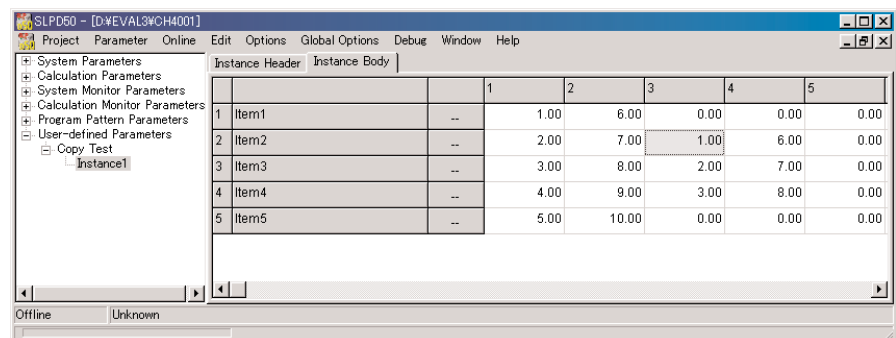 SLPD50 - [D:¥EVAL3¥CH4001]
Project Parameter Online Edit Options Global Options Debug Window Help
System Parameters
Calculation Parameters
System Monitor Parameters
Calculation Monitor Parameters
Program Pattern Parameters
User-defined Parameters
Copy Test
Instance1
Instance Header Instance Body
1 2 3 4 5
1 Item1 -- 1.00 6.00 0.00 0.00 0.00
2 Item2 -- 2.00 7.00 1.00 6.00 0.00
3 Item3 -- 3.00 8.00 2.00 7.00 0.00
4 Item4 -- 4.00 9.00 3.00 8.00 0.00
5 Item5 -- 5.00 10.00 0.00 0.00 0.00
Offline Unknown